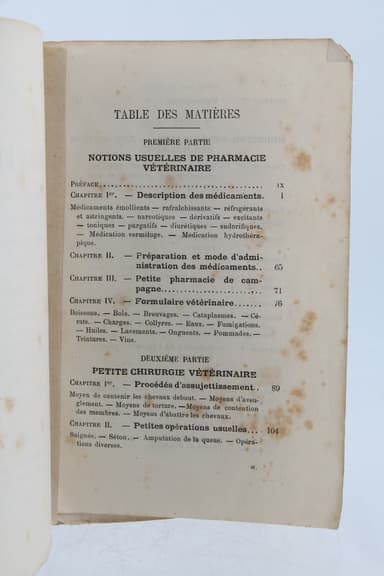 TABLE DES MATIÈRES
PREMIÈRE PARTIE
NOTIONS USUELLES DE PHARMACIE
VÉTÉRINAIRE
PRÉFACE........................................ IX
CHAPITRE Ier. — Description des médicaments. 1
Médicaments émollients — rafraîchissants — réfrigérants
et astringents. — narcotiques — dérivatifs — excitants
— toniques — purgatifs — diurétiques — sudorifiques.
— Médication vermifuge. — Médication hydrothéra-
pique.
CHAPITRE II. — Préparation et mode d'admi-
nistration des médicaments.. 65
CHAPITRE III. — Petite pharmacie de cam-
pagne.................... 71
CHAPITRE IV. — Formulaire vétérinaire....... 76
Boissons. — Bols. — Breuvages. — Cataplasmes. — Cé-
rats. — Charges. — Collyres. — Eaux. — Fumigations.
— Huiles. — Lavements. — Onguents. — Pommades. —
Teintures. — Vins.
DEUXIÈME PARTIE
PETITE CHIRURGIE VÉTÉRINAIRE
CHAPITRE Ier. — Procédés d'assujettissement.. 89
Moyen de contenir les chevaux debout. — Moyens d'aveu-
glement. — Moyens de torture. — Moyens de contention
des membres. — Moyens d'abattre les chevaux.
CHAPITRE II. — Petites opérations usuelles... 104
Saignée. — Séton. — Amputation de la queue. — Opéra-
tions diverses.
a.